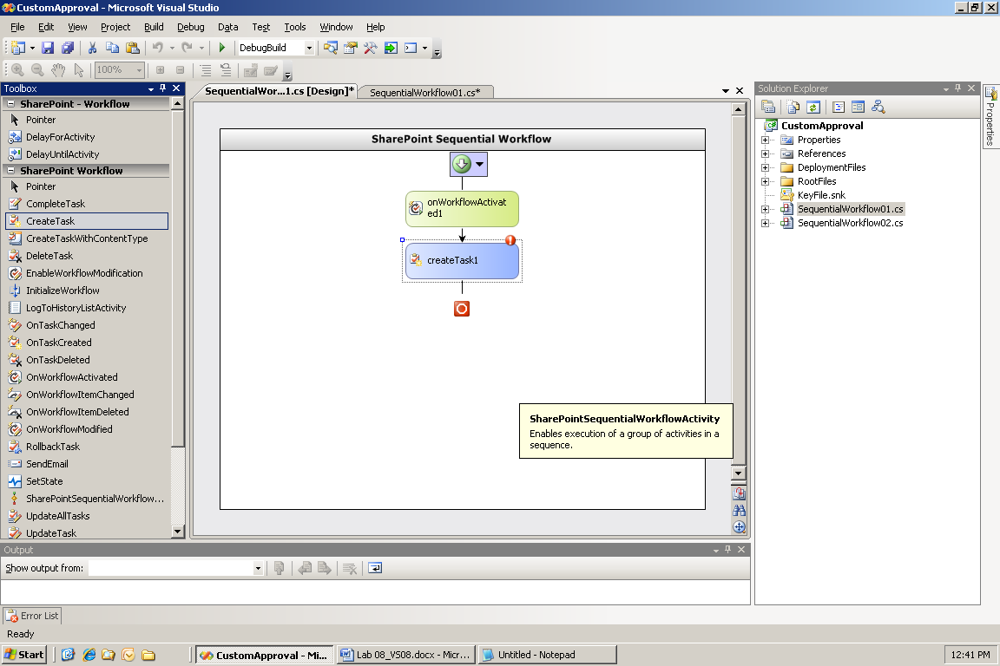 CustomApproval - Microsoft Visual Studio
File Edit View Project Build Debug Data Test Tools Window Help
DebugBuild
100%
Toolbox
SharePoint - Workflow
Pointer
DelayForActivity
DelayUntilActivity
SharePoint Workflow
Pointer
CompleteTask
CreateTask
CreateTaskWithContentType
DeleteTask
EnableWorkflowModification
InitializeWorkflow
LogToHistoryListActivity
OnTaskChanged
OnTaskCreated
OnTaskDeleted
OnWorkflowActivated
OnWorkflowItemChanged
OnWorkflowItemDeleted
OnWorkflowModified
RollbackTask
SendEmail
SetState
SharePointSequentialWorkflow...
UpdateAllTasks
UpdateTask
SequentialWor...1.cs [Design]*
SequentialWorkflow01.cs*
SharePoint Sequential Workflow
onWorkflowActivat
ed1
createTask1
SharePointSequentialWorkflowActivity
Enables execution of a group of activities in a
sequence.
Solution Explorer
CustomApproval
Properties
References
DeploymentFiles
RootFiles
KeyFile.snk
SequentialWorkflow01.cs
SequentialWorkflow02.cs
Properties
Output
Show output from:
Error List
Ready
Start
CustomApproval - Mi...
Lab 08_VS08.docx - Micr...
Untitled - Notepad
12:41 PM